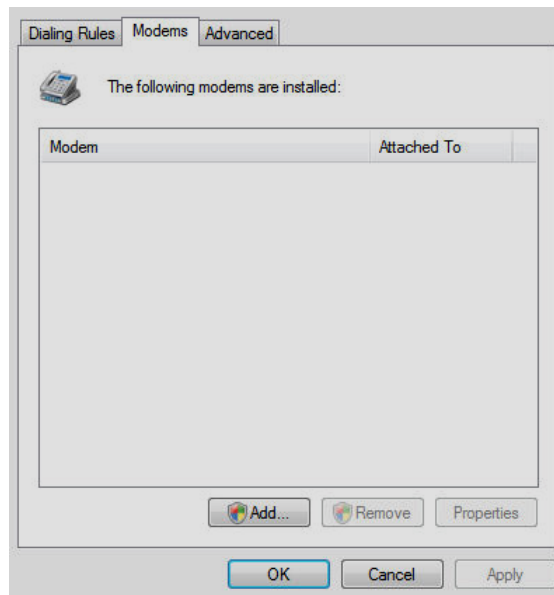 Dialing Rules Modems Advanced
The following modems are installed:
Modem Attached To
Add... Remove Properties
OK Cancel Apply